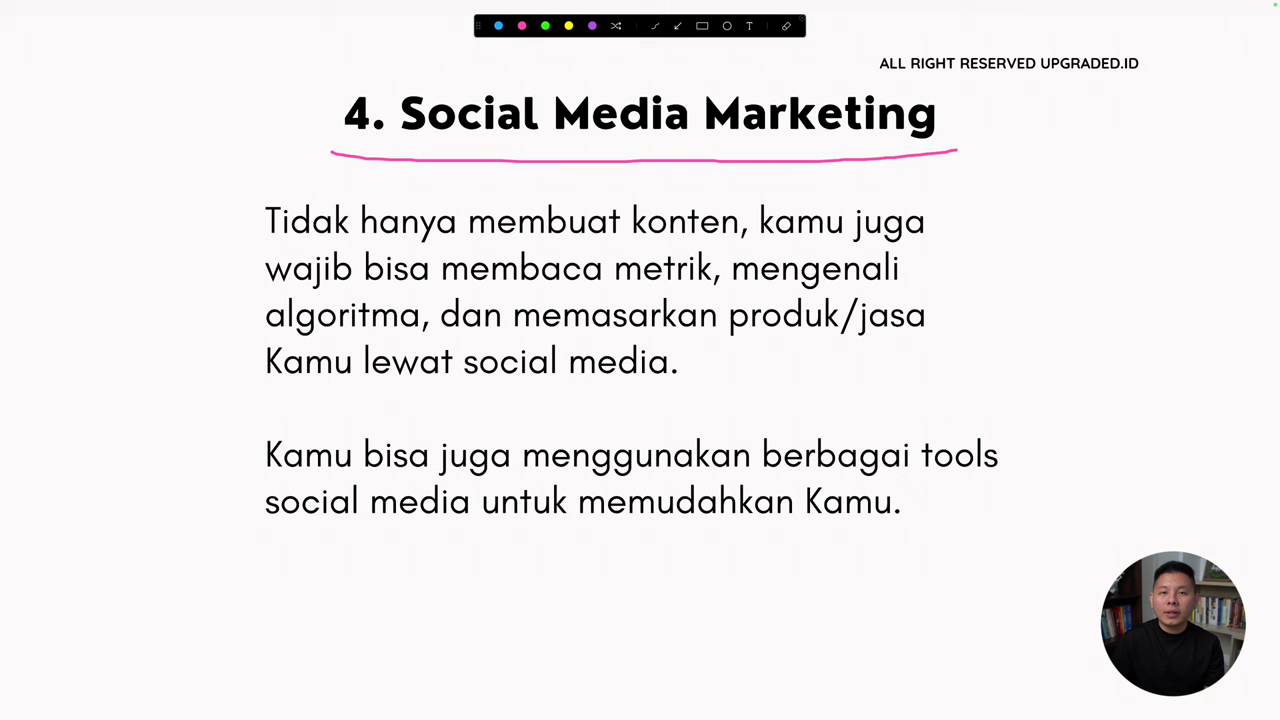 ALL RIGHT RESERVED UPGRADED.ID
4. Social Media Marketing
Tidak hanya membuat konten, kamu juga
wajib bisa membaca metrik, mengenali
algoritma, dan memasarkan produk/jasa
Kamu lewat social media.
Kamu bisa juga menggunakan berbagai tools
social media untuk memudahkan Kamu.